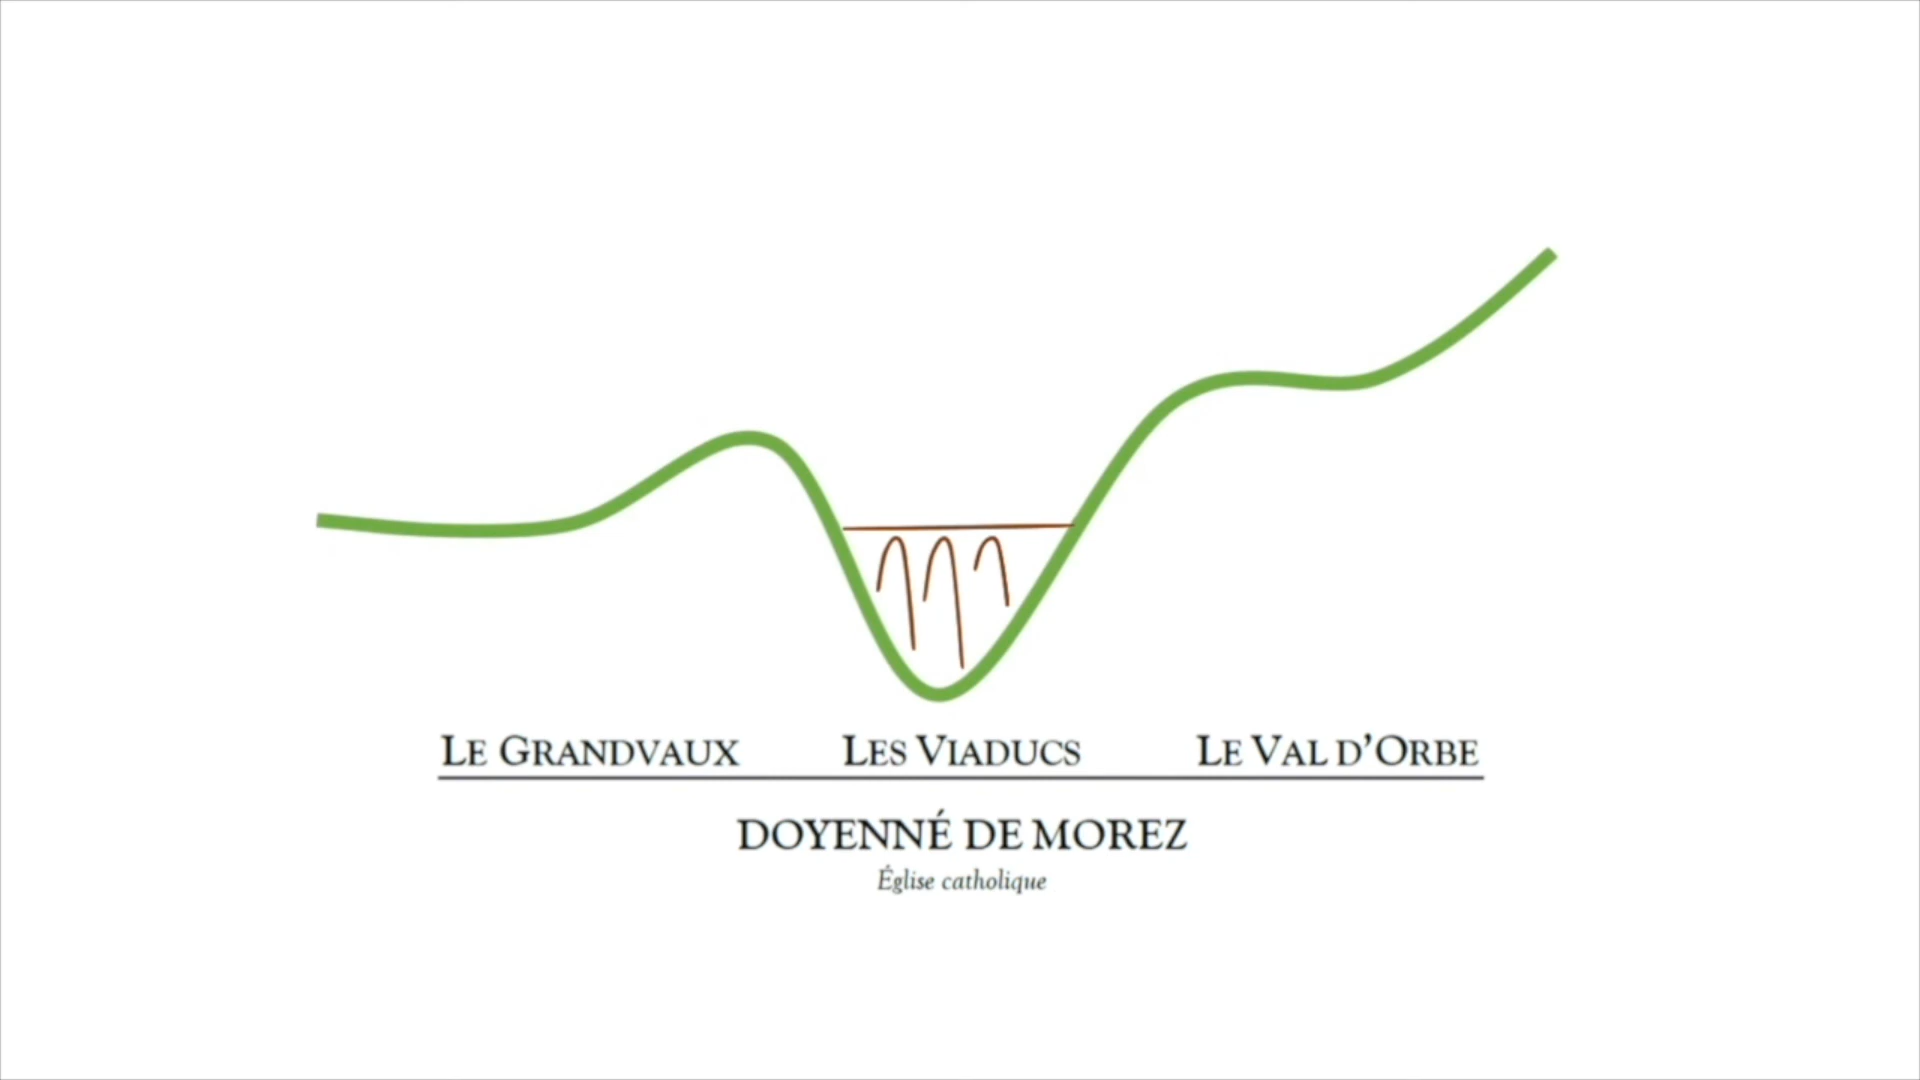 LE GRANDVAUX LES VIADUCS LE VAL D'ORBE
DOYENNÉ DE MOREZ
Église catholique